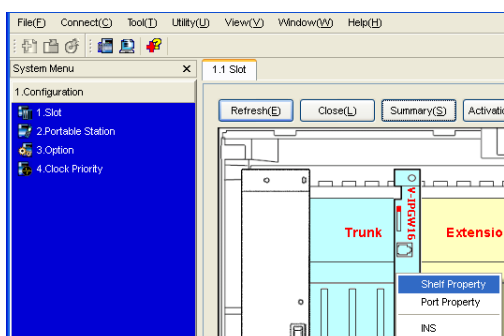 File(F) Connect(C) Tool(T) Utility(U) View(V) Window(W) Help(H)
System Menu
1.1 Slot
1.Configuration
1.Slot
2.Portable Station
3.Option
4.Clock Priority
Refresh(E) Close(L) Summary(S) Activati
V-IPGW16
Trunk
Extensio
Shelf Property
Port Property
INS